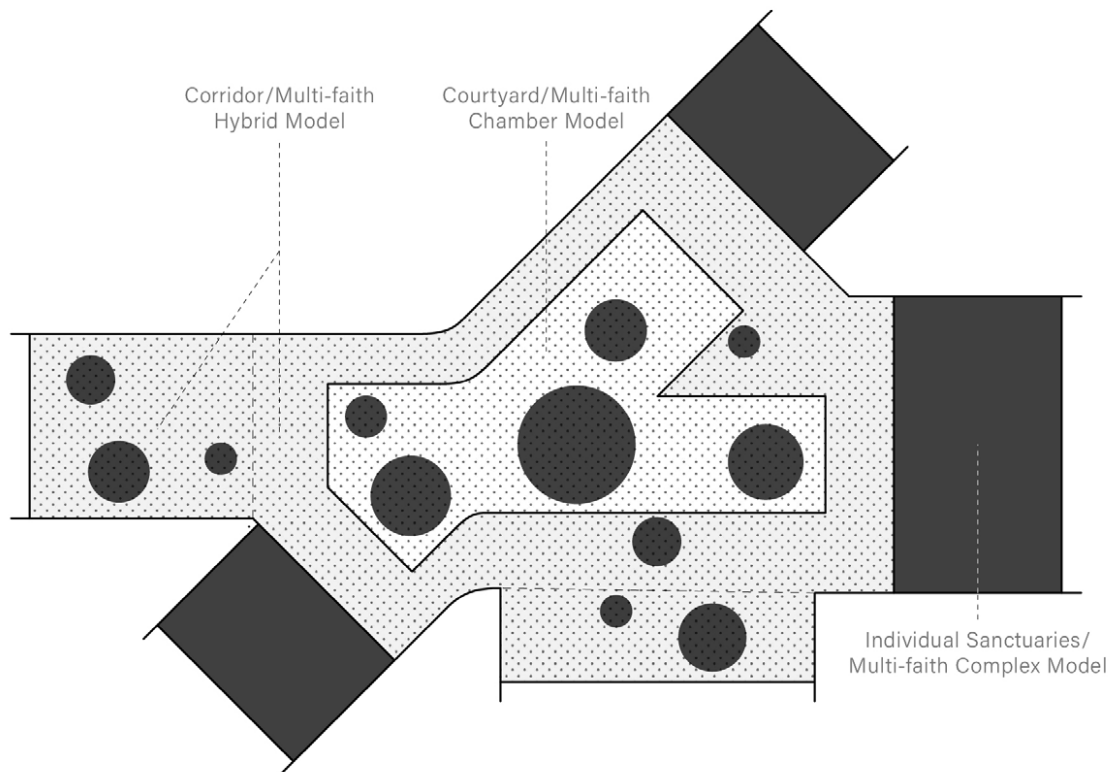 Corridor/Multi-faith
Hybrid Model
Courtyard/Multi-faith
Chamber Model
Individual Sanctuaries/
Multi-faith Complex Model